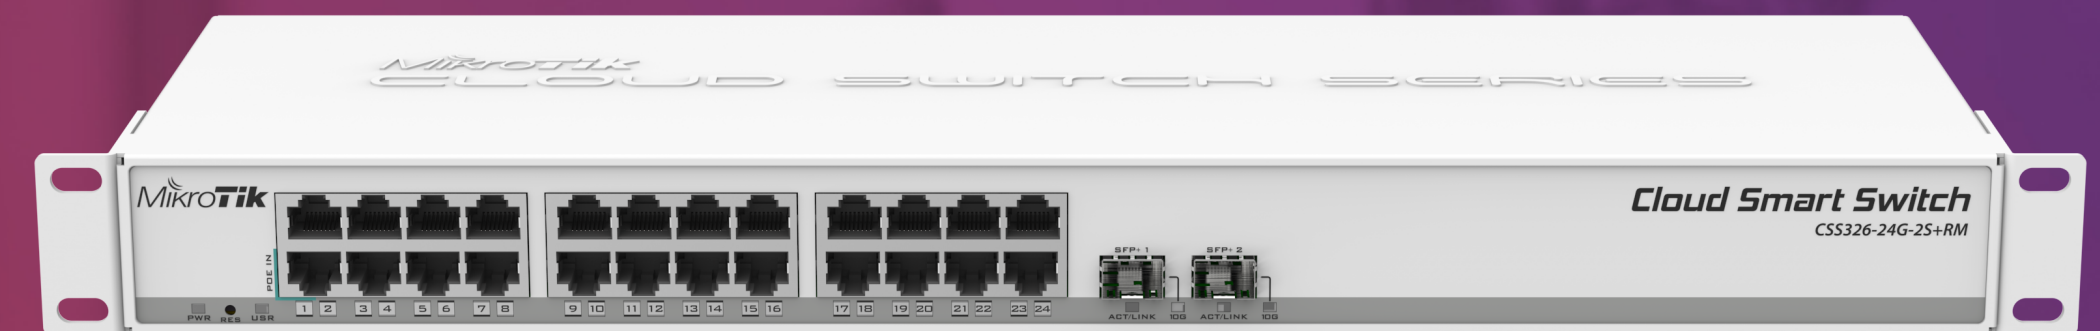 MikroTik
CLOUD SWITCH SERIES
MikroTik
Cloud Smart Switch
CSS326-24G-2S+RM
SFP+ 1 SFP+ 2
POE IN
PWR RES USR
1 2 3 4 5 6 7 8 9 10 11 12 13 14 15 16 17 18 19 20 21 22 23 24
ACT/LINK 10G ACT/LINK 10G